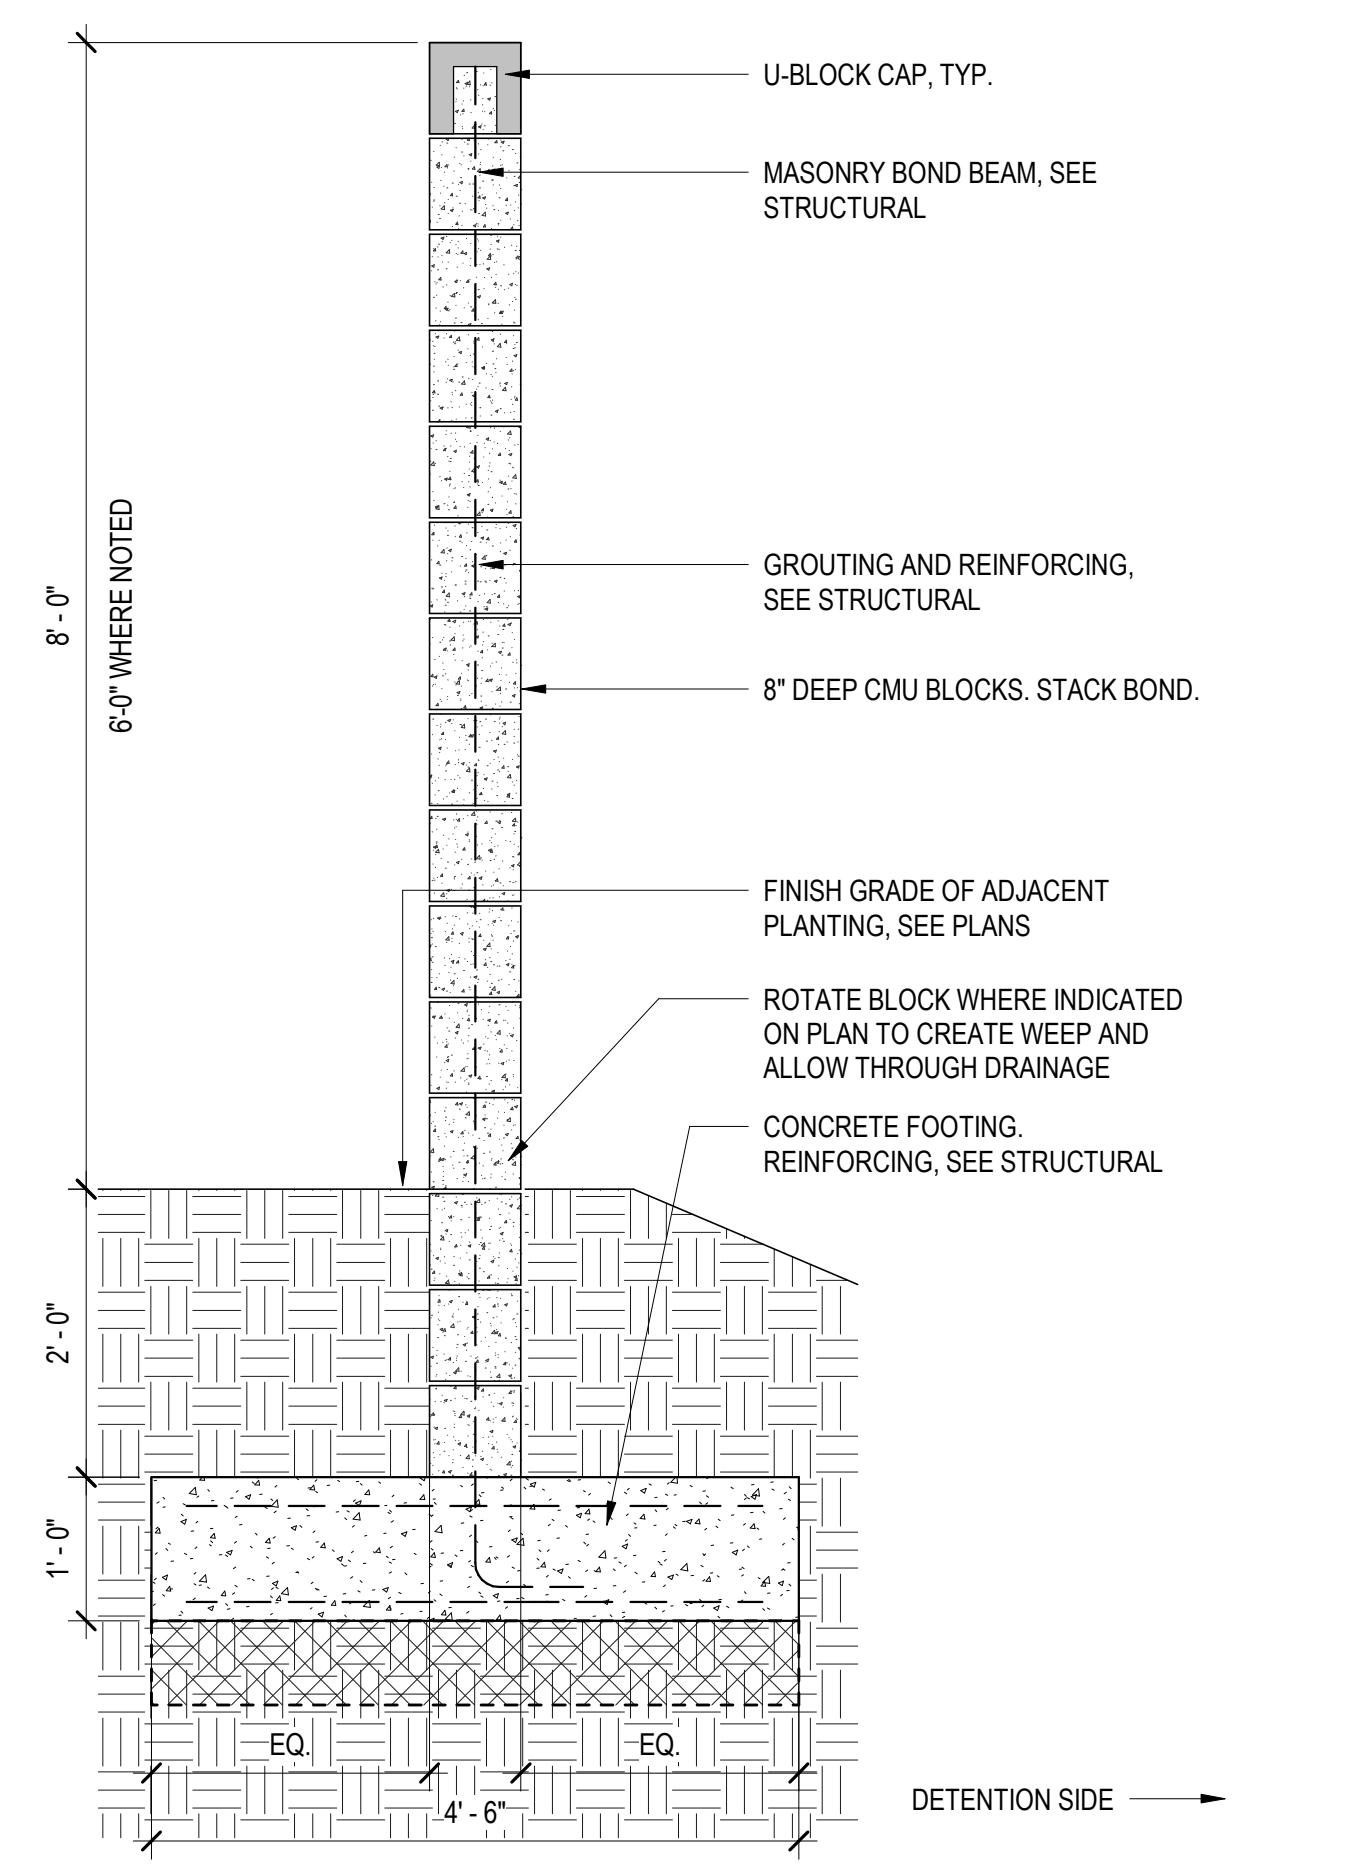 U-BLOCK CAP, TYP.
MASONRY BOND BEAM, SEE
STRUCTURAL
8' - 0"
6'-0" WHERE NOTED
GROUTING AND REINFORCING,
SEE STRUCTURAL
8" DEEP CMU BLOCKS. STACK BOND.
FINISH GRADE OF ADJACENT
PLANTING, SEE PLANS
ROTATE BLOCK WHERE INDICATED
ON PLAN TO CREATE WEEP AND
ALLOW THROUGH DRAINAGE
CONCRETE FOOTING.
REINFORCING, SEE STRUCTURAL
2' - 0"
1' - 0"
EQ.
EQ.
4' - 6"
DETENTION SIDE